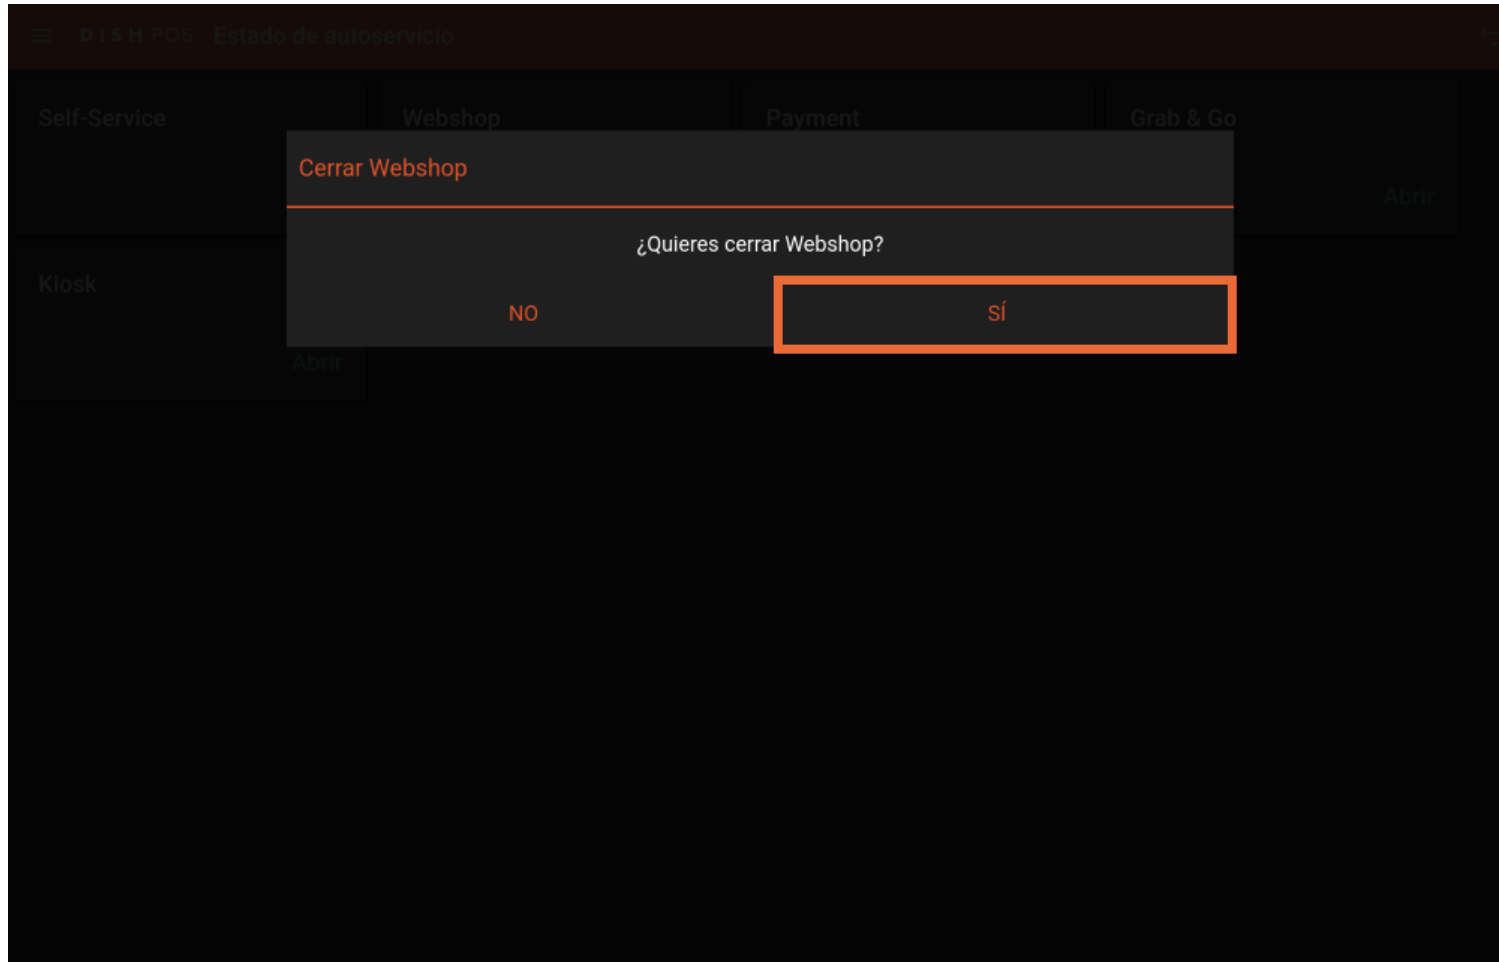 DISH POS Estado de autoservicio
Self-Service
Webshop
Payment
Grab & Go
Abrir
Cerrar Webshop
¿Quieres cerrar Webshop?
NO
SÍ
Kiosk
Abrir